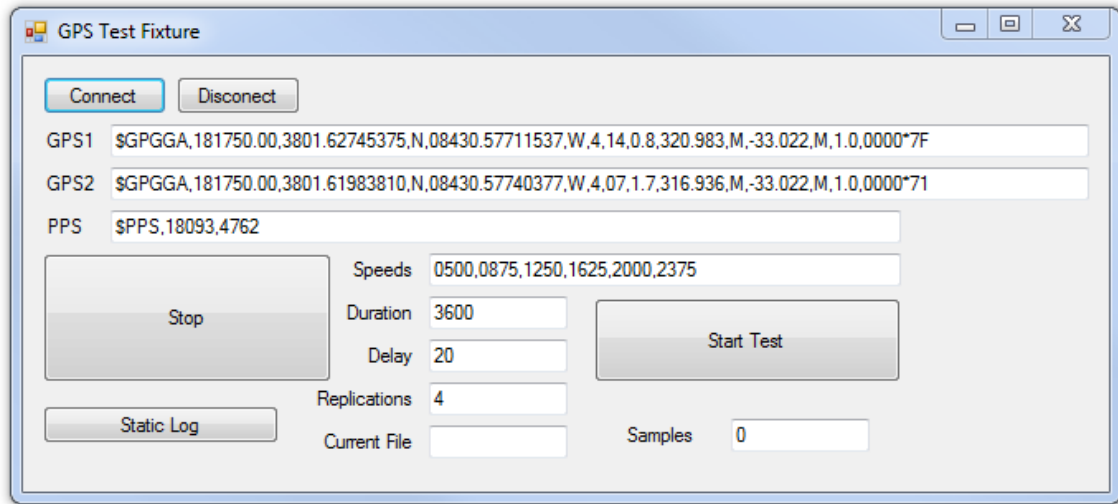 GPS Test Fixture
Connect Disconect
GPS1 $GPGGA,181750.00,3801.62745375,N,08430.57711537,W,4,14,0.8,320.983,M,-33.022,M,1.0,0000*7F
GPS2 $GPGGA,181750.00,3801.61983810,N,08430.57740377,W,4,07,1.7,316.936,M,-33.022,M,1.0,0000*71
PPS $PPS,18093,4762
Speeds 0500,0875,1250,1625,2000,2375
Stop Duration 3600 Start Test
Delay 20
Replications 4
Static Log Current File Samples 0